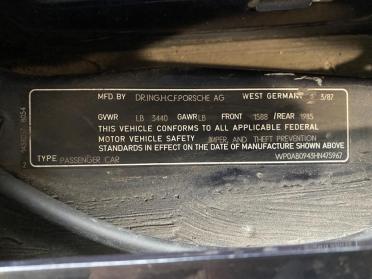 MFD BY DR.ING.H.C.F.PORSCHE AG WEST GERMANY 3/87
GVWR LB 3440 GAWR LB FRONT 1588 /REAR 1985
THIS VEHICLE CONFORMS TO ALL APPLICABLE FEDERAL
MOTOR VEHICLE SAFETY BUMPER AND THEFT PREVENTION
STANDARDS IN EFFECT ON THE DATE OF MANUFACTURE SHOWN ABOVE
TYPE: PASSENGER CAR WP0AB0943HN475967